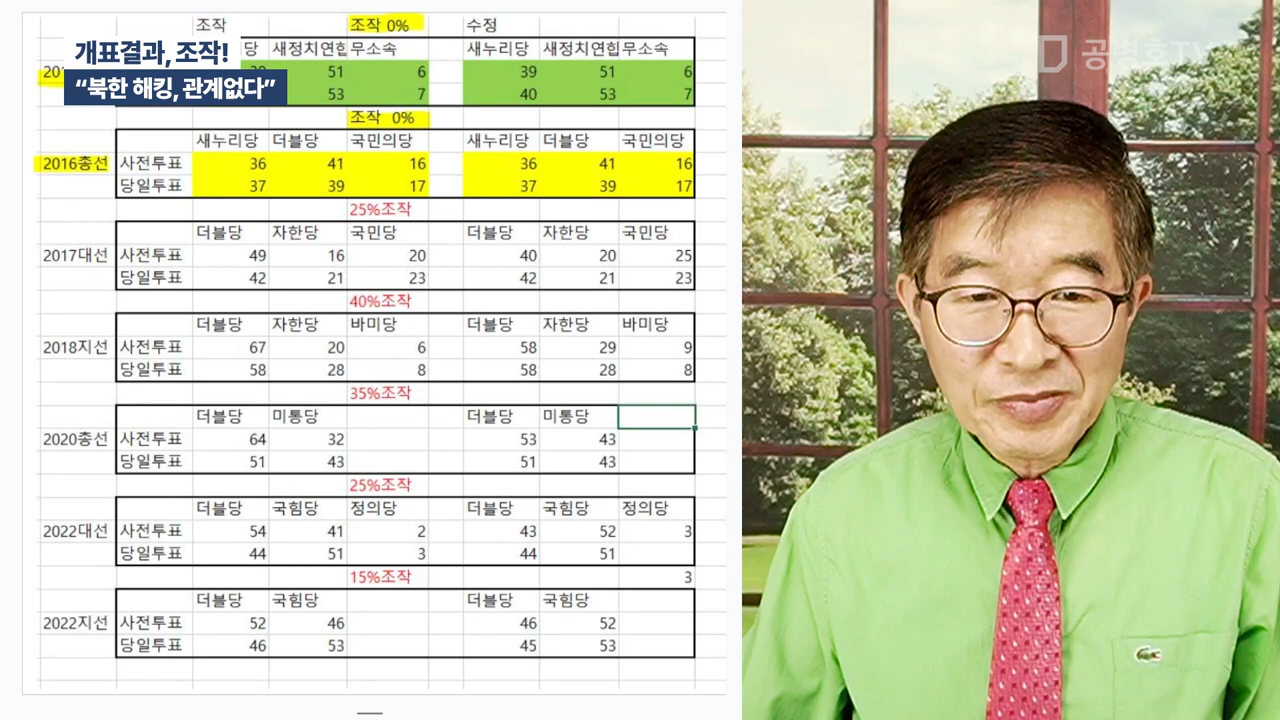 개표결과, 조작!
“북한 해킹, 관계없다”
공병호TV
조작 조작 0% 수정
당 새정치연합 무소속 새누리당 새정치연합 무소속
51 6 39 51 6
53 7 40 53 7
조작 0%
새누리당 더블당 국민의당 새누리당 더블당 국민의당
2016총선 사전투표 36 41 16 36 41 16
당일투표 37 39 17 37 39 17
25%조작
더블당 자한당 국민당 더블당 자한당 국민당
2017대선 사전투표 49 16 20 40 20 25
당일투표 42 21 23 42 21 23
40%조작
더블당 자한당 바미당 더블당 자한당 바미당
2018지선 사전투표 67 20 6 58 29 9
당일투표 58 28 8 58 28 8
35%조작
더블당 미통당 더블당 미통당
2020총선 사전투표 64 32 53 43
당일투표 51 43 51 43
25%조작
더블당 국힘당 정의당 더블당 국힘당 정의당
2022대선 사전투표 54 41 2 43 52 3
당일투표 44 51 3 44 51
15%조작 3
더블당 국힘당 더블당 국힘당
2022지선 사전투표 52 46 46 52
당일투표 46 53 45 53